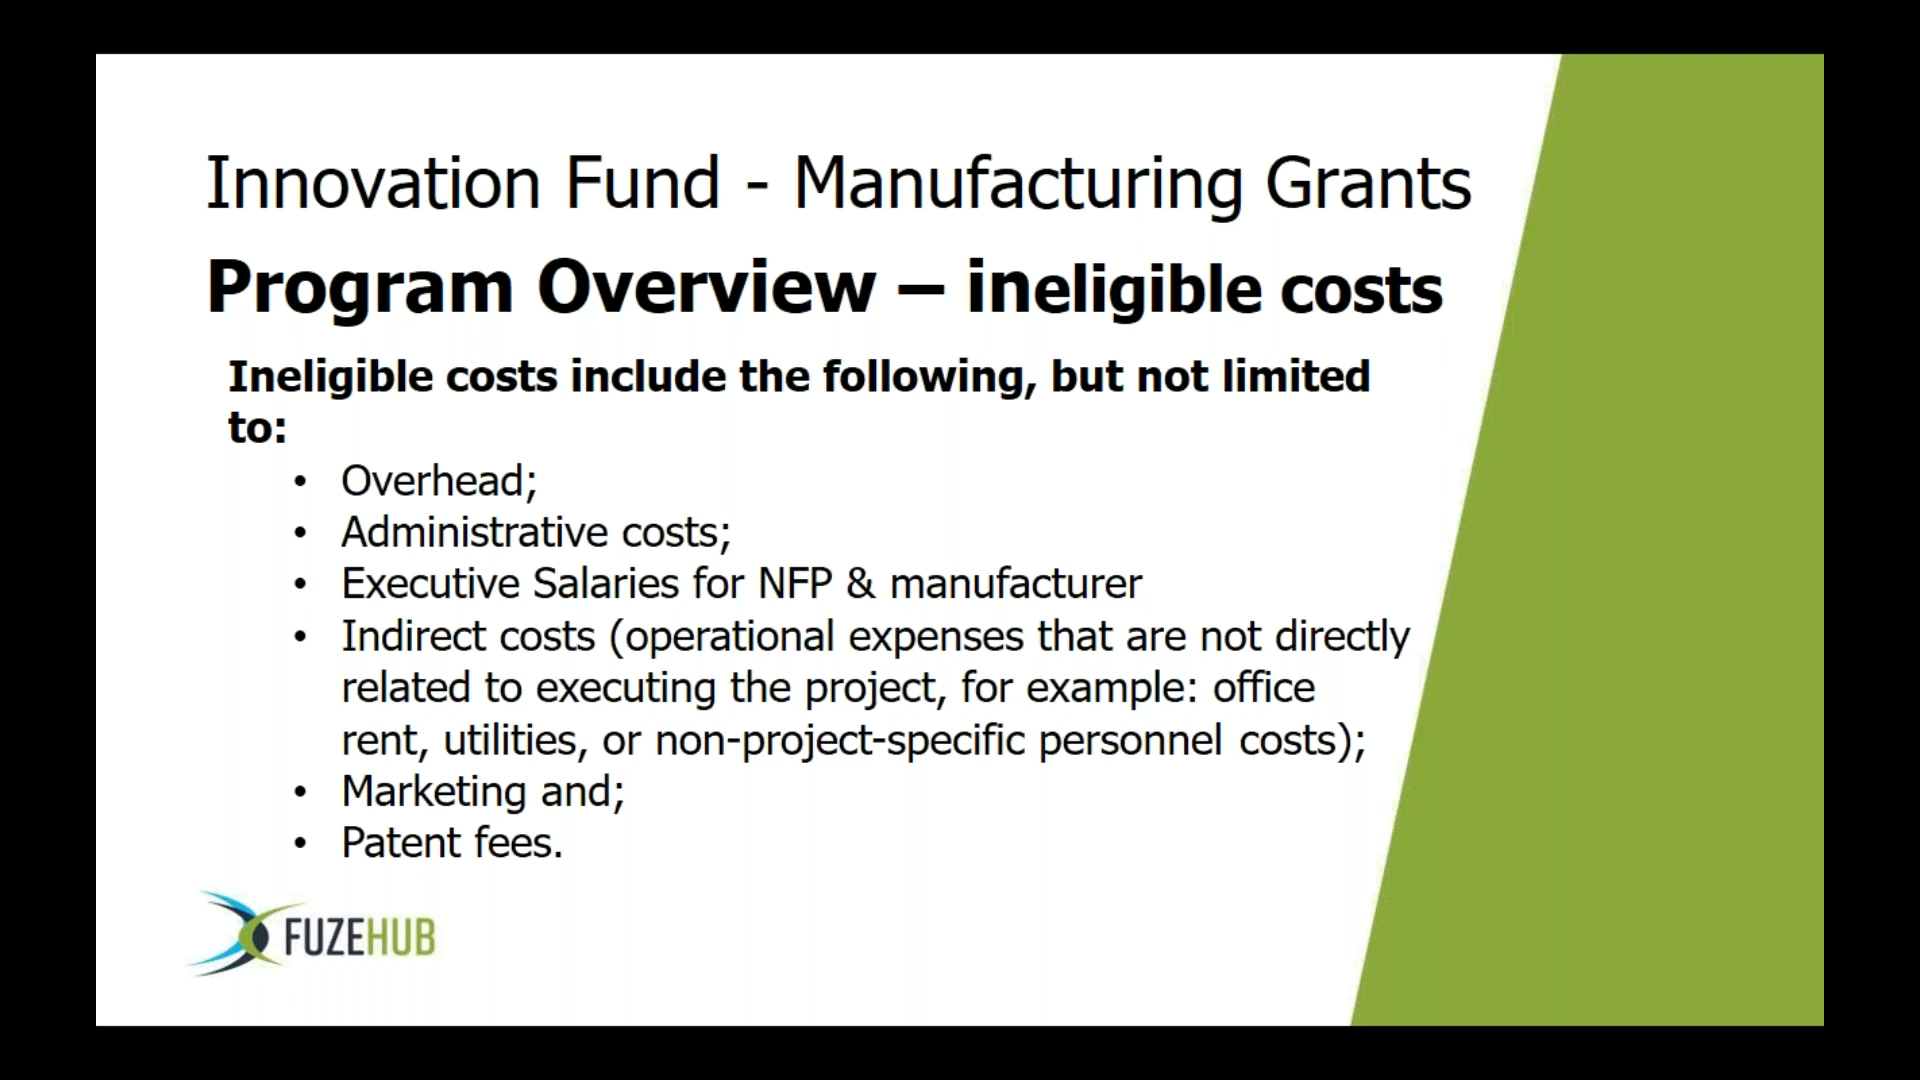 Innovation Fund - Manufacturing Grants
Program Overview – ineligible costs
Ineligible costs include the following, but not limited
to:
• Overhead;
• Administrative costs;
• Executive Salaries for NFP & manufacturer
• Indirect costs (operational expenses that are not directly
related to executing the project, for example: office
rent, utilities, or non-project-specific personnel costs);
• Marketing and;
• Patent fees.
FUZEHUB